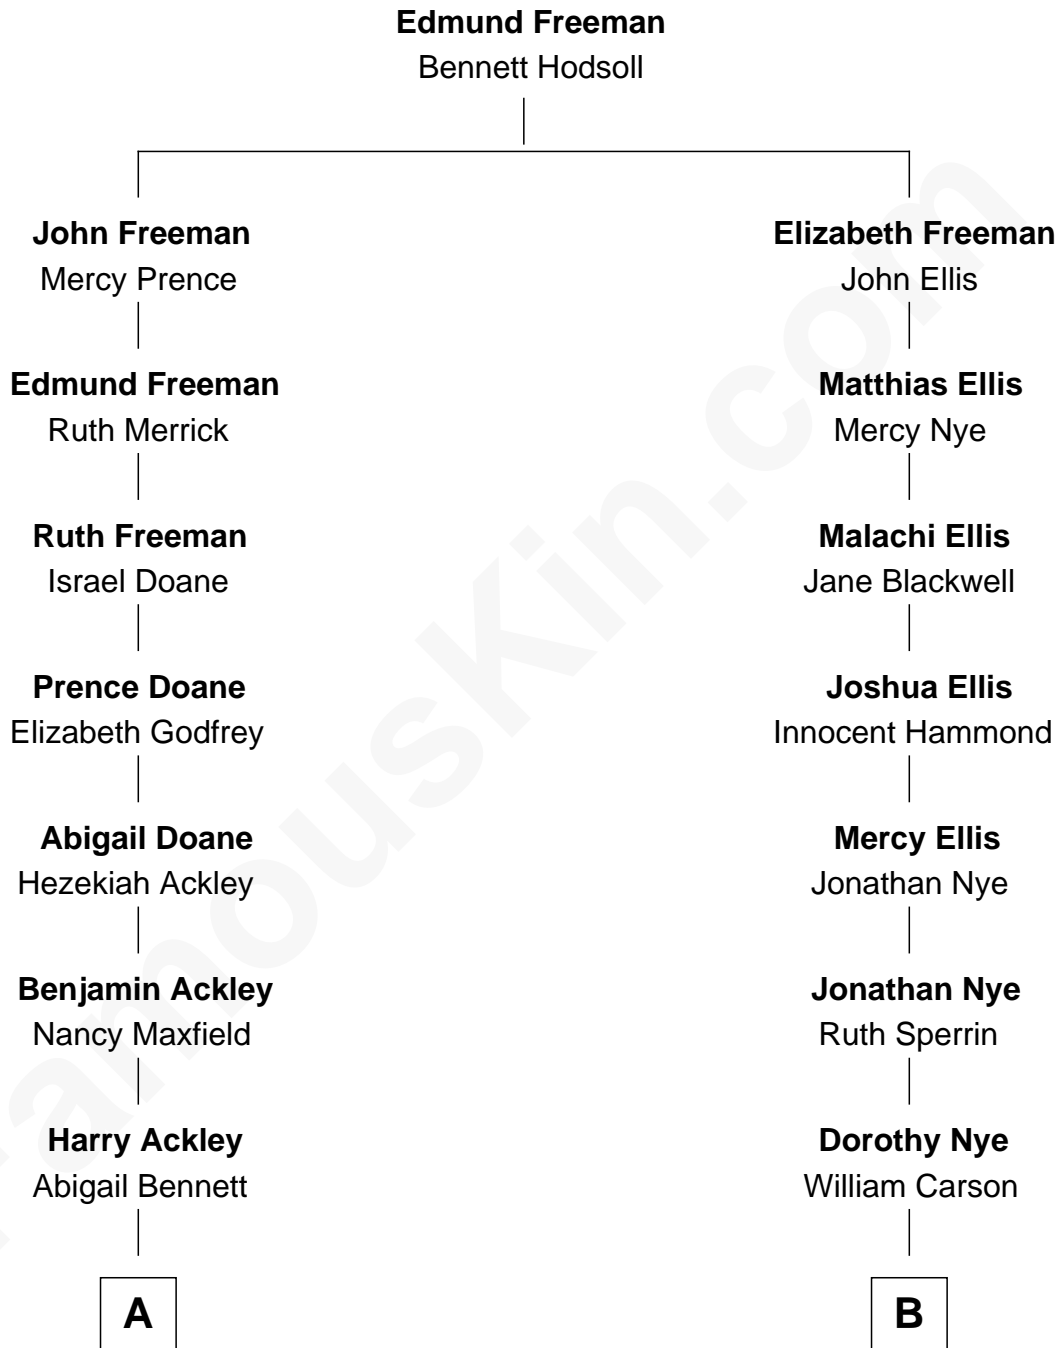 Edmund Freeman
Bennett Hodsoll
John Freeman
Mercy Prence
Elizabeth Freeman
John Ellis
Edmund Freeman
Ruth Merrick
Matthias Ellis
Mercy Nye
Ruth Freeman
Israel Doane
Malachi Ellis
Jane Blackwell
Prence Doane
Elizabeth Godfrey
Joshua Ellis
Innocent Hammond
Abigail Doane
Hezekiah Ackley
Mercy Ellis
Jonathan Nye
Benjamin Ackley
Nancy Maxfield
Jonathan Nye
Ruth Sperrin
Harry Ackley
Abigail Bennett
Dorothy Nye
William Carson
A
B
FamousKin.com